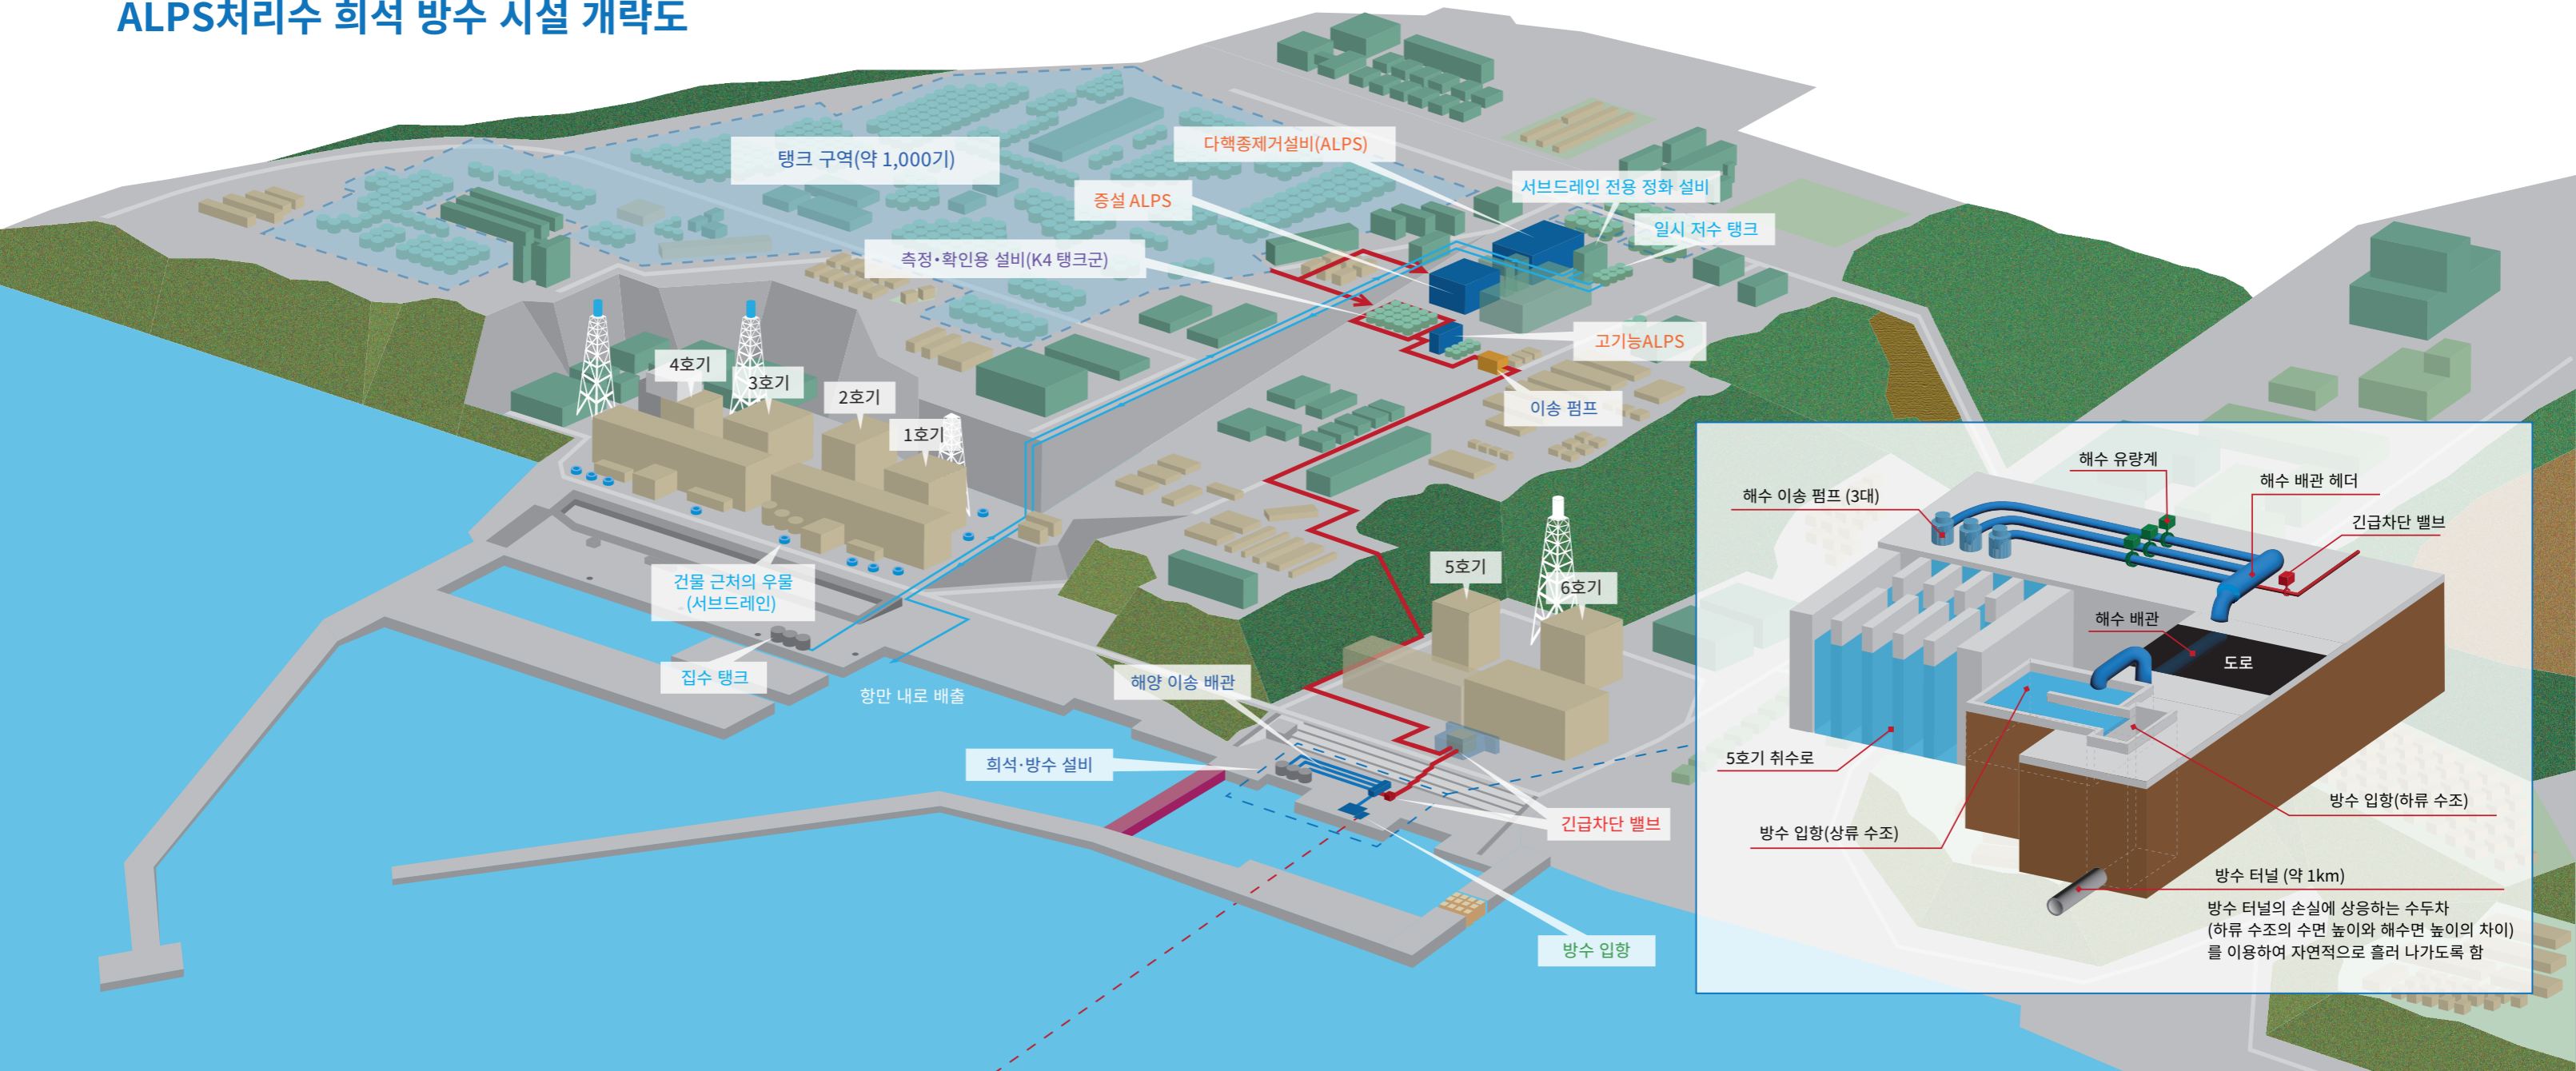 ALPS처리수 희석 방수 시설 개략도
탱크 구역(약 1,000기)
다핵종제거설비(ALPS)
증설 ALPS
서브드레인 전용 정화 설비
일시 저수 탱크
측정·확인용 설비(K4 탱크군)
고기능ALPS
이송 펌프
4호기
3호기
2호기
1호기
5호기
6호기
건물 근처의 우물
(서브드레인)
집수 탱크
항만 내로 배출
해양 이송 배관
희석·방수 설비
긴급차단 밸브
방수 입항
해수 유량계
해수 이송 펌프 (3대)
해수 배관 헤더
긴급차단 밸브
해수 배관
도로
5호기 취수로
방수 입항(상류 수조)
방수 입항(하류 수조)
방수 터널 (약 1km)
방수 터널의 손실에 상응하는 수두차
(하류 수조의 수면 높이와 해수면 높이의 차이)
를 이용하여 자연적으로 흘러 나가도록 함